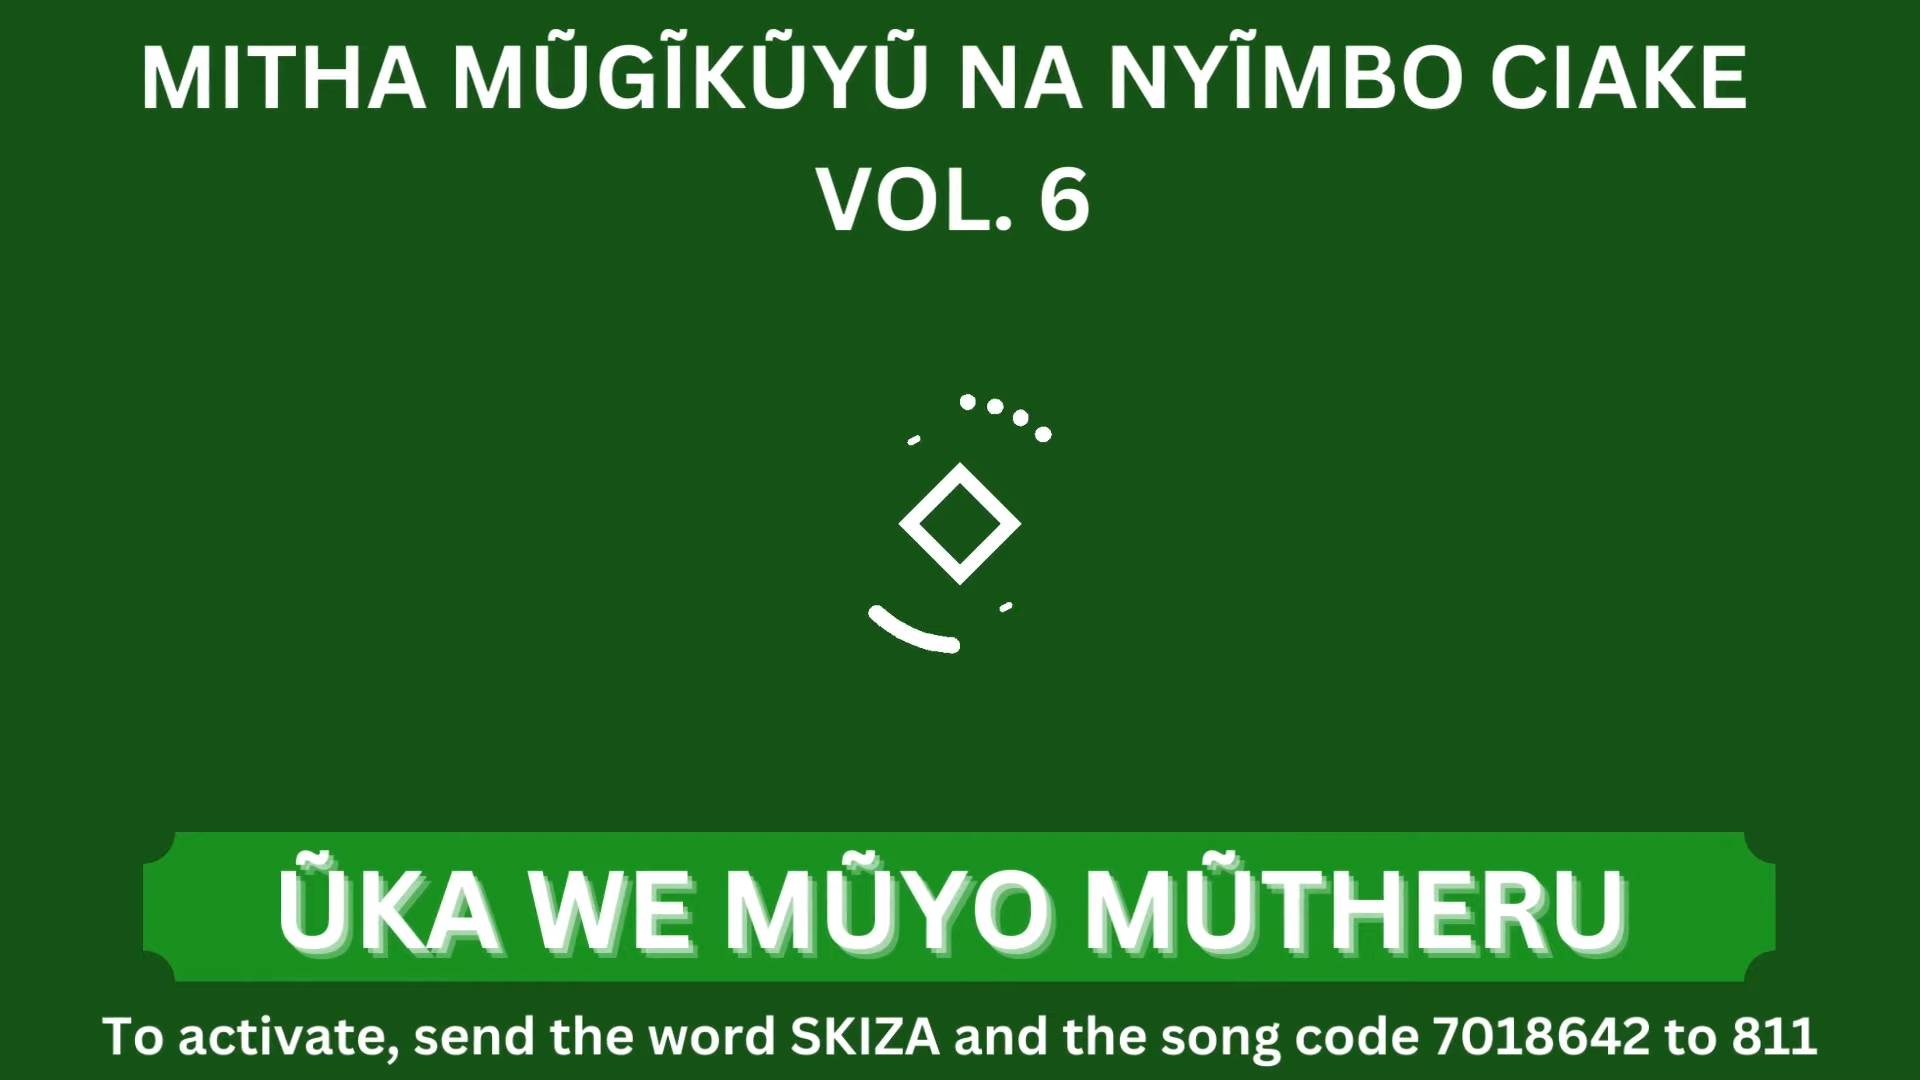 MITHA MŨGĨKŨYŨ NA NYĨMBO CIAKE
VOL. 6
ŨKA WE MŨYO MŨTHERU
To activate, send the word SKIZA and the song code 7018642 to 811